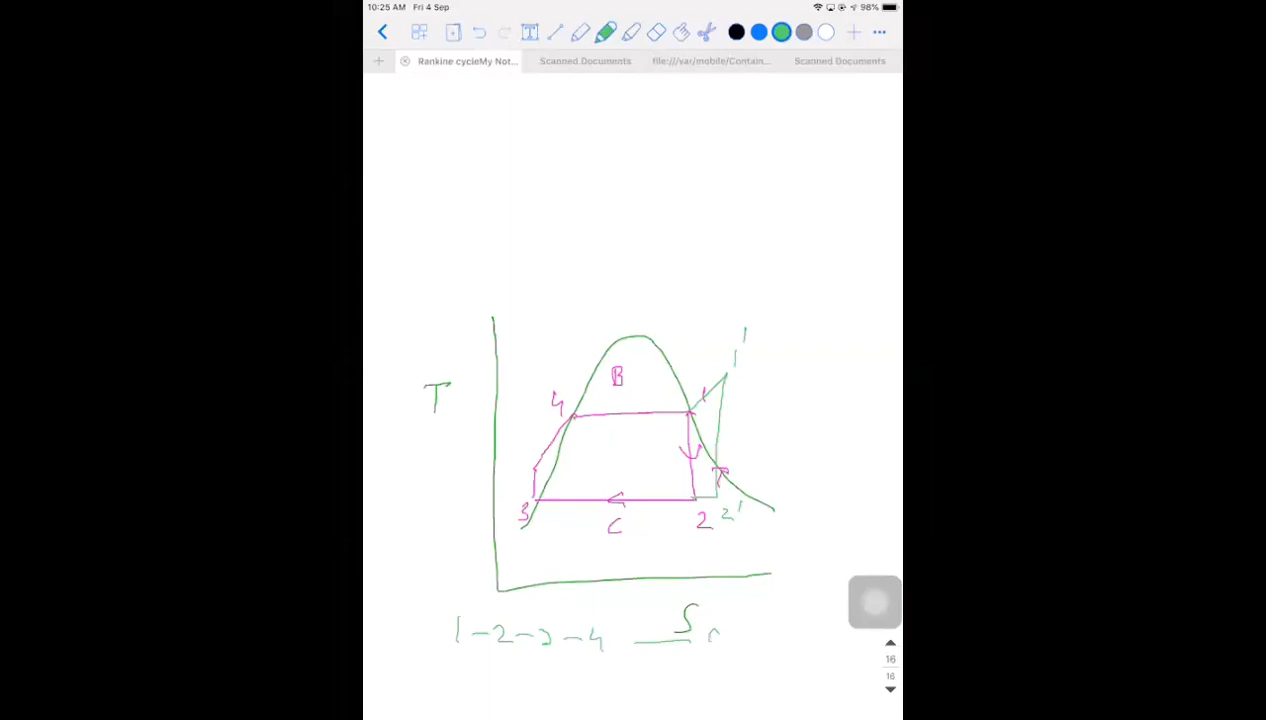 10:25 AM Fri 4 Sep 98%
Rankine cycleMy Not... Scanned Documents file:///var/mobile/Contain... Scanned Documents
1'
B
T 4 1
3 2 2'
C
S
1-2-3-4
16
16